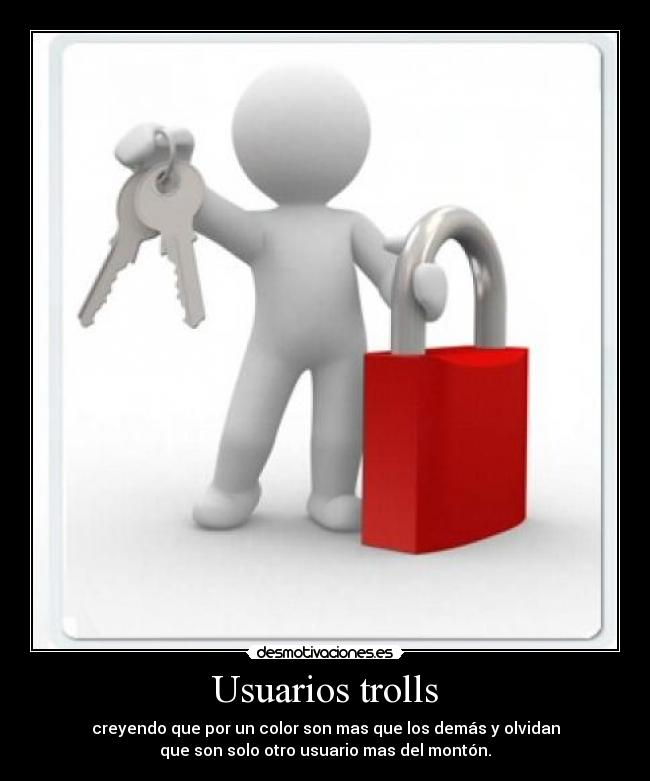 desmotivaciones.es
Usuarios trolls
creyendo que por un color son mas que los demás y olvidan
que son solo otro usuario mas del montón.